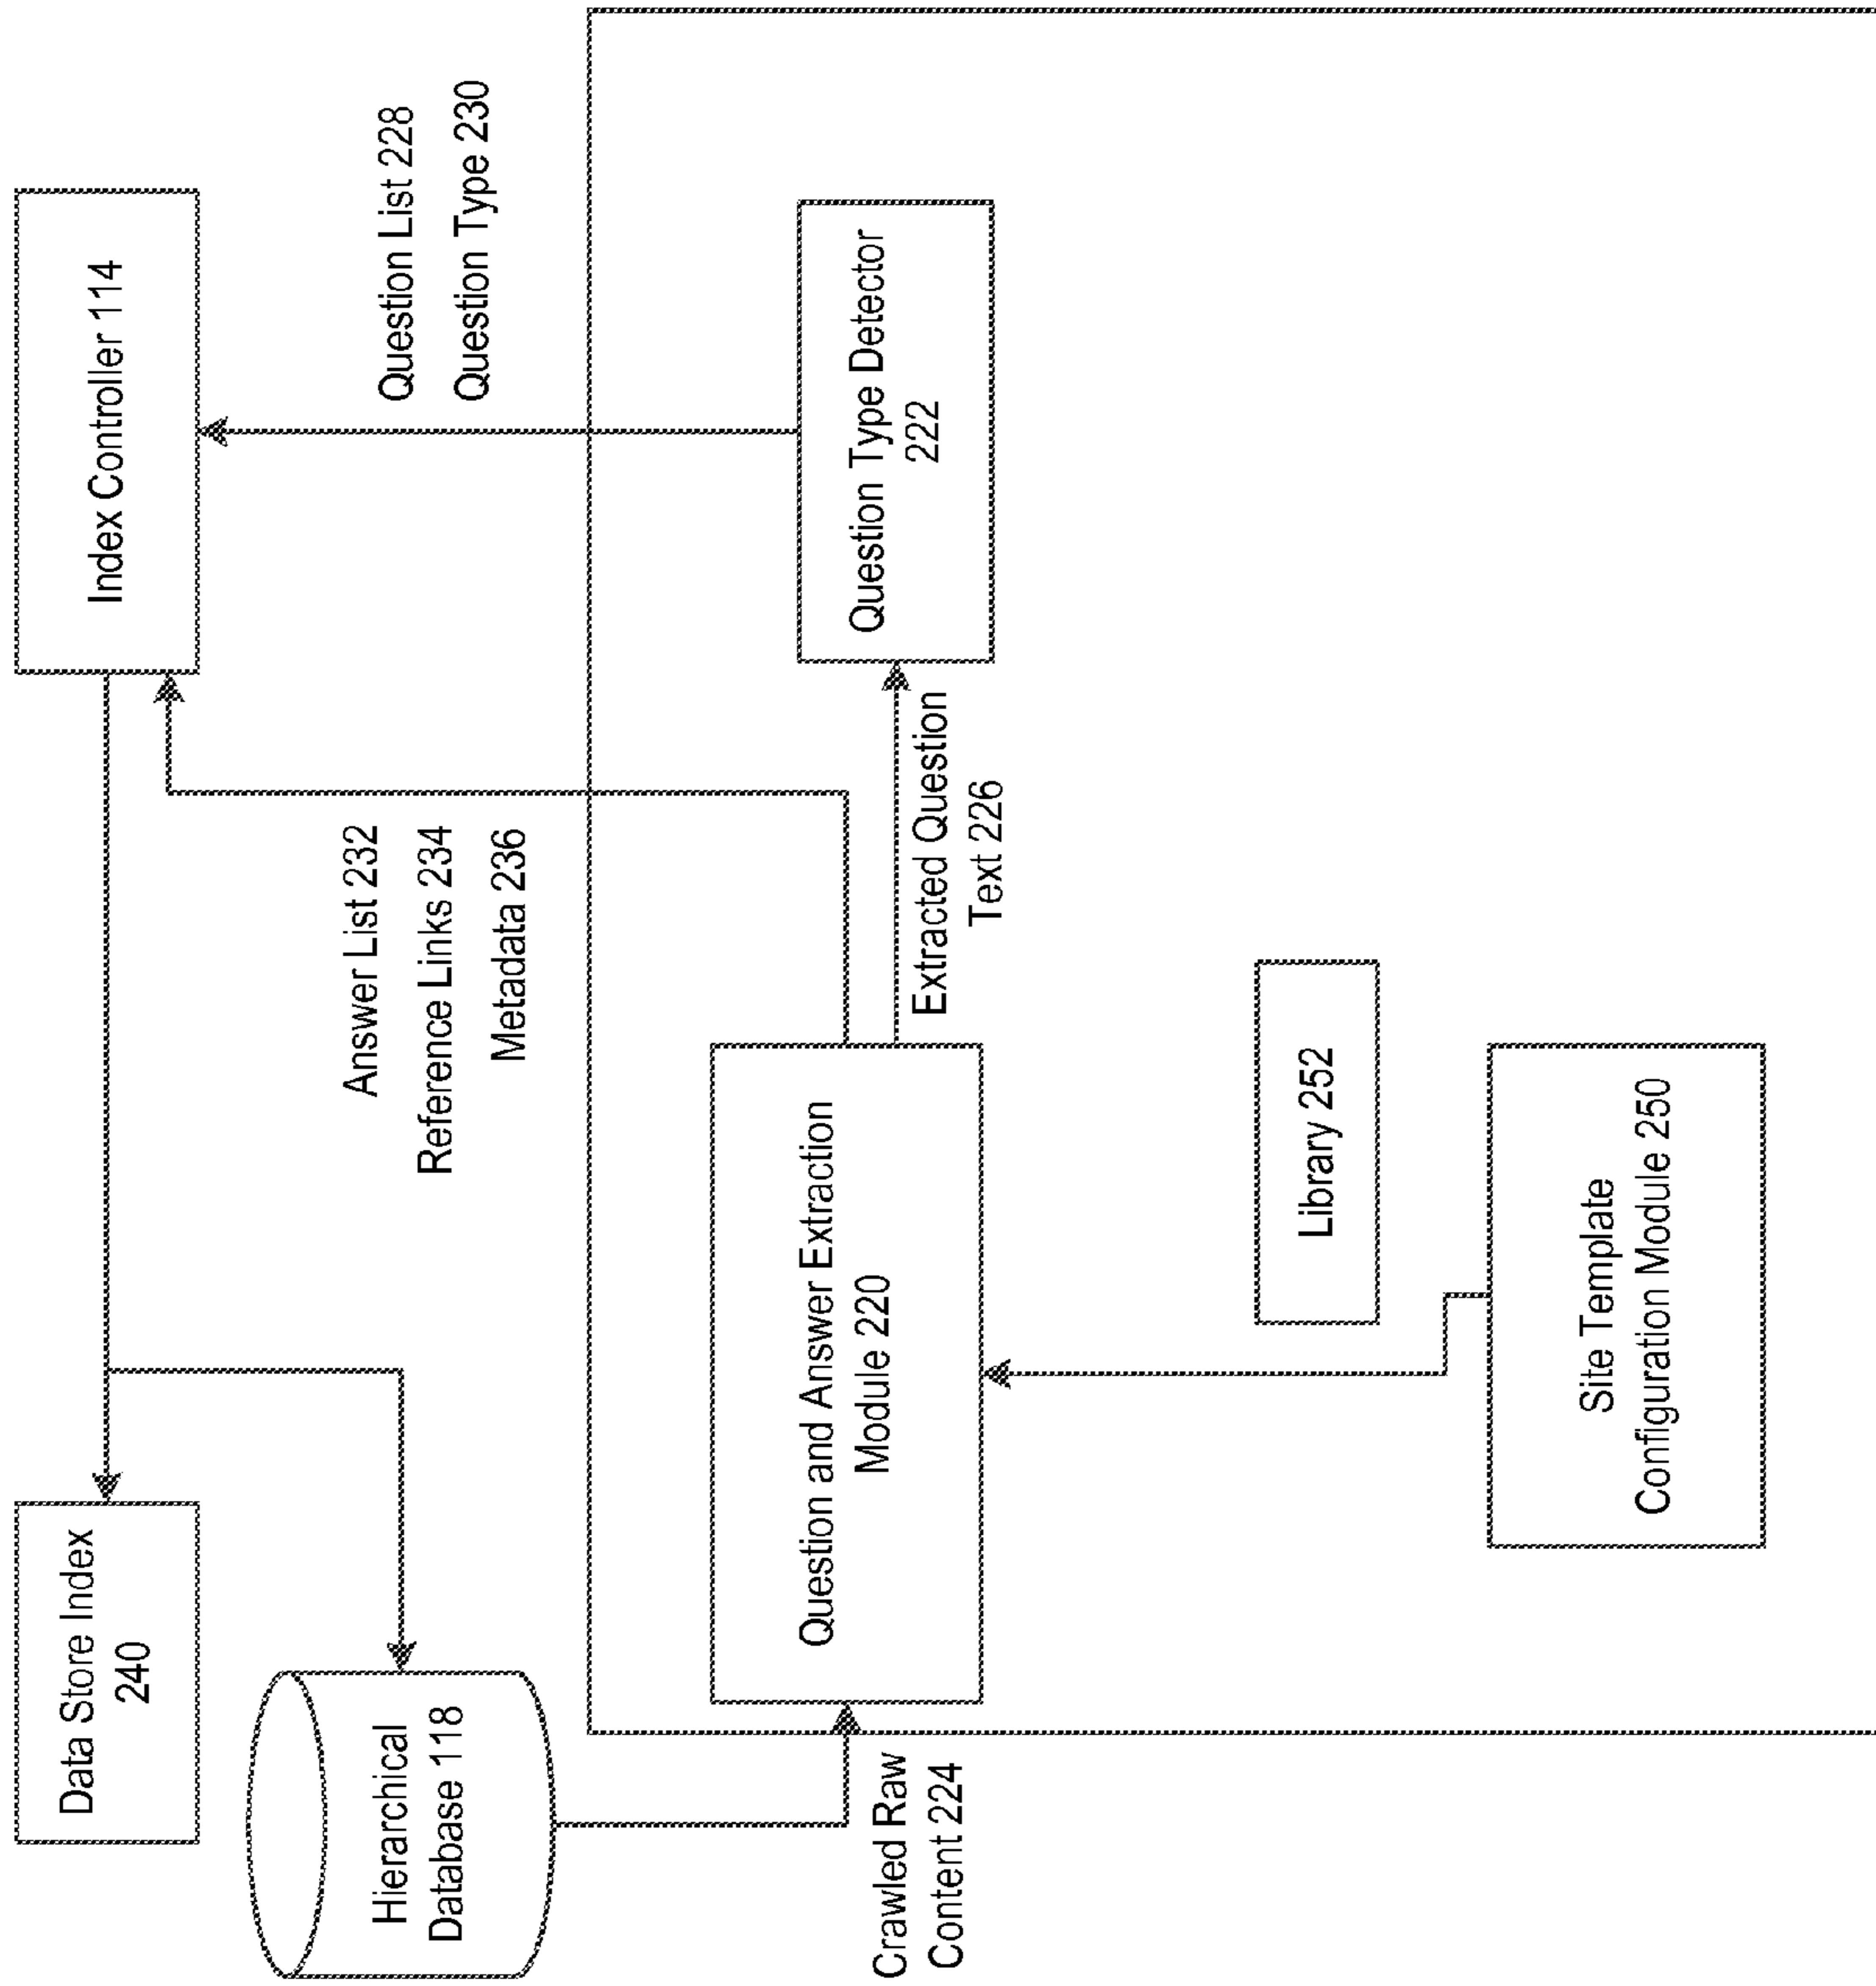 Data Store Index
240
Index Controller 114
Hierarchical
Database 118
Answer List 232
Reference Links 234
Metadata 236
Question List 228
Question Type 230
Crawled Raw
Content 224
Question and Answer Extraction
Module 220
Extracted Question
Text 226
Question Type Detector
222
Library 252
Site Template
Configuration Module 250